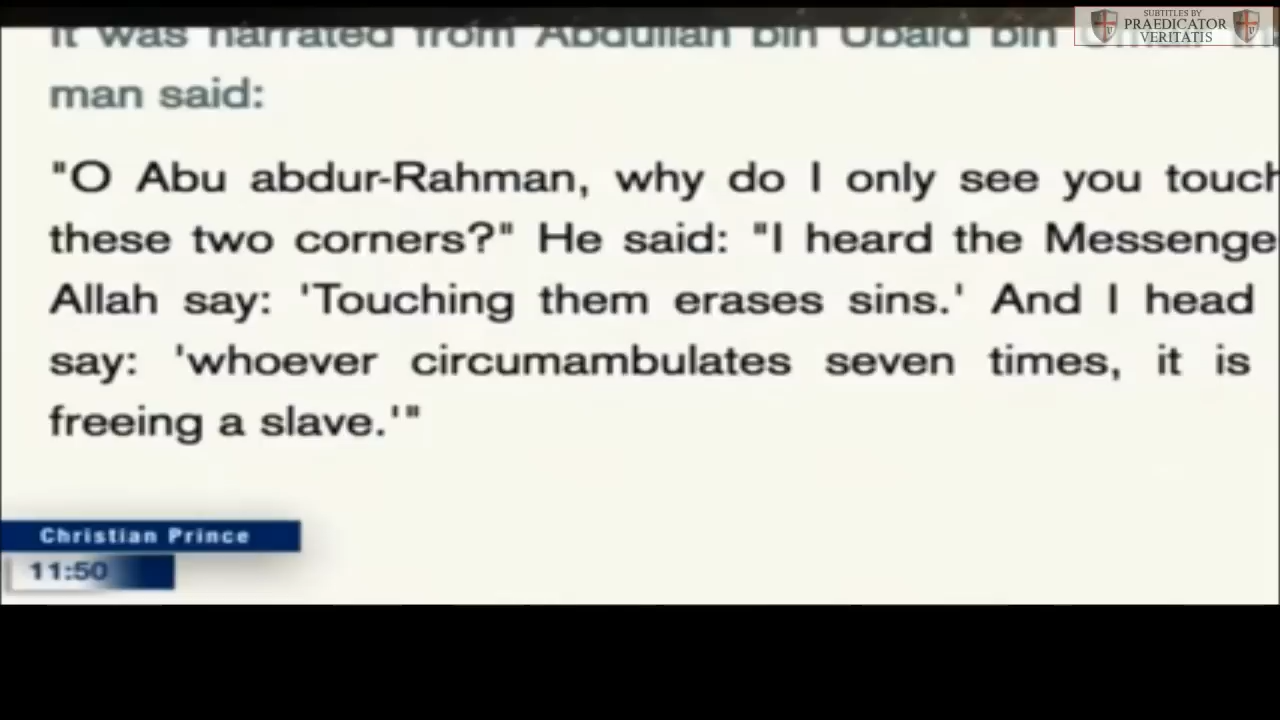 SUBTITLES BY
PRAEDICATOR
VERITATIS
It was narrated from Abdullah bin Ubaid bin
man said:
"O Abu abdur-Rahman, why do I only see you touch
these two corners?" He said: "I heard the Messenge
Allah say: 'Touching them erases sins.' And I head
say: 'whoever circumambulates seven times, it is
freeing a slave.'"
Christian Prince
11:50